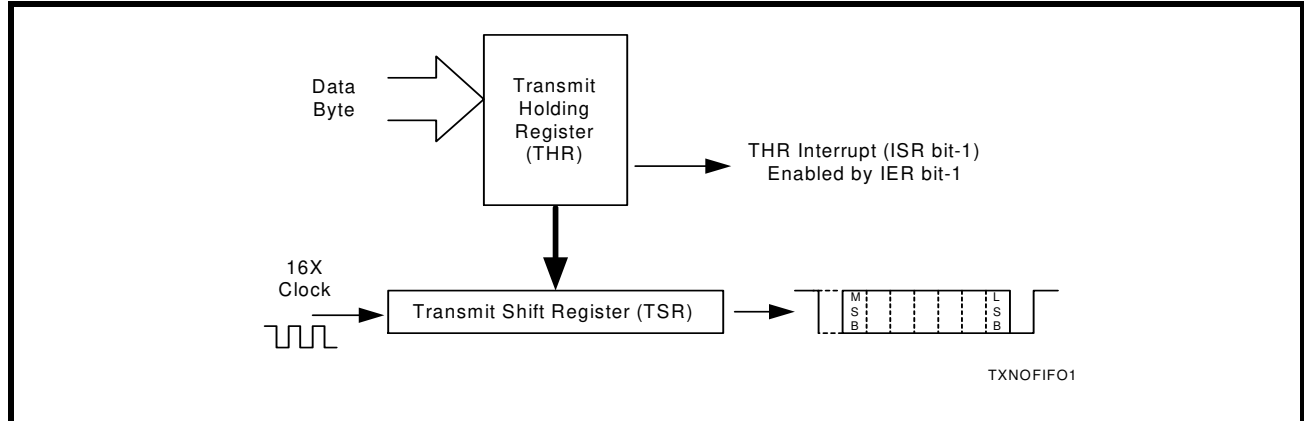 Data
Byte
Transmit
Holding
Register
(THR)
THR Interrupt (ISR bit-1)
Enabled by IER bit-1
16X
Clock
Transmit Shift Register (TSR)
M
S
B
L
S
B
TXNOFIFO1